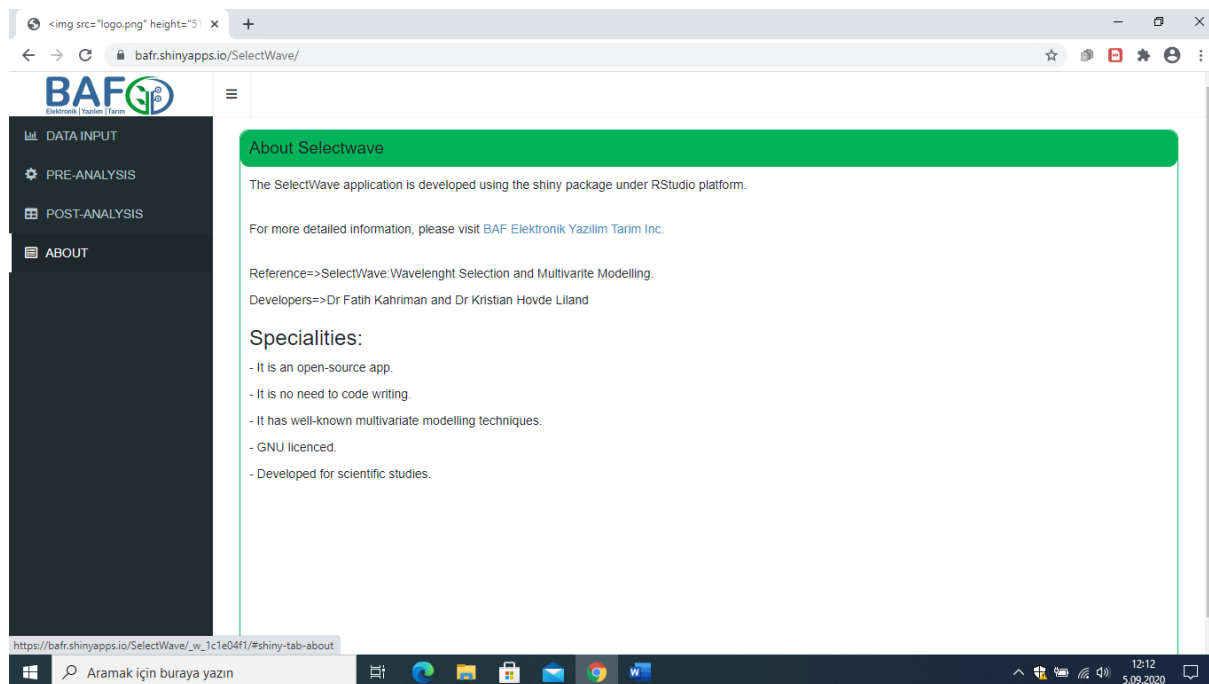 <img src="logo.png" height="51
bafr.shinyapps.io/SelectWave/
BAF
Elektronik | Yazılım | Tarım
DATA INPUT
PRE-ANALYSIS
POST-ANALYSIS
ABOUT
About Selectwave
The SelectWave application is developed using the shiny package under RStudio platform.
For more detailed information, please visit BAF Elektronik Yazilim Tarim Inc.
Reference=>SelectWave:Wavelenght Selection and Multivarite Modelling.
Developers=>Dr Fatih Kahriman and Dr Kristian Hovde Liland
Specialities:
- It is an open-source app.
- It is no need to code writing.
- It has well-known multivariate modelling techniques.
- GNU licenced.
- Developed for scientific studies.
https://bafr.shinyapps.io/SelectWave/_w_1c1e04f1/#shiny-tab-about
Aramak için buraya yazın
12:12
5.09.2020